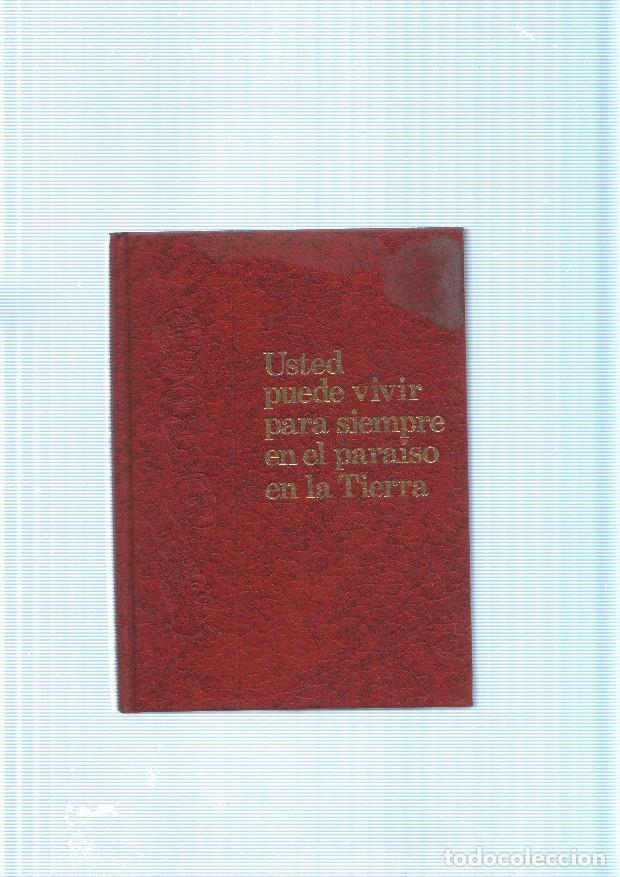 Usted
puede vivir
para siempre
en el paraíso
en la Tierra
todocoleccion